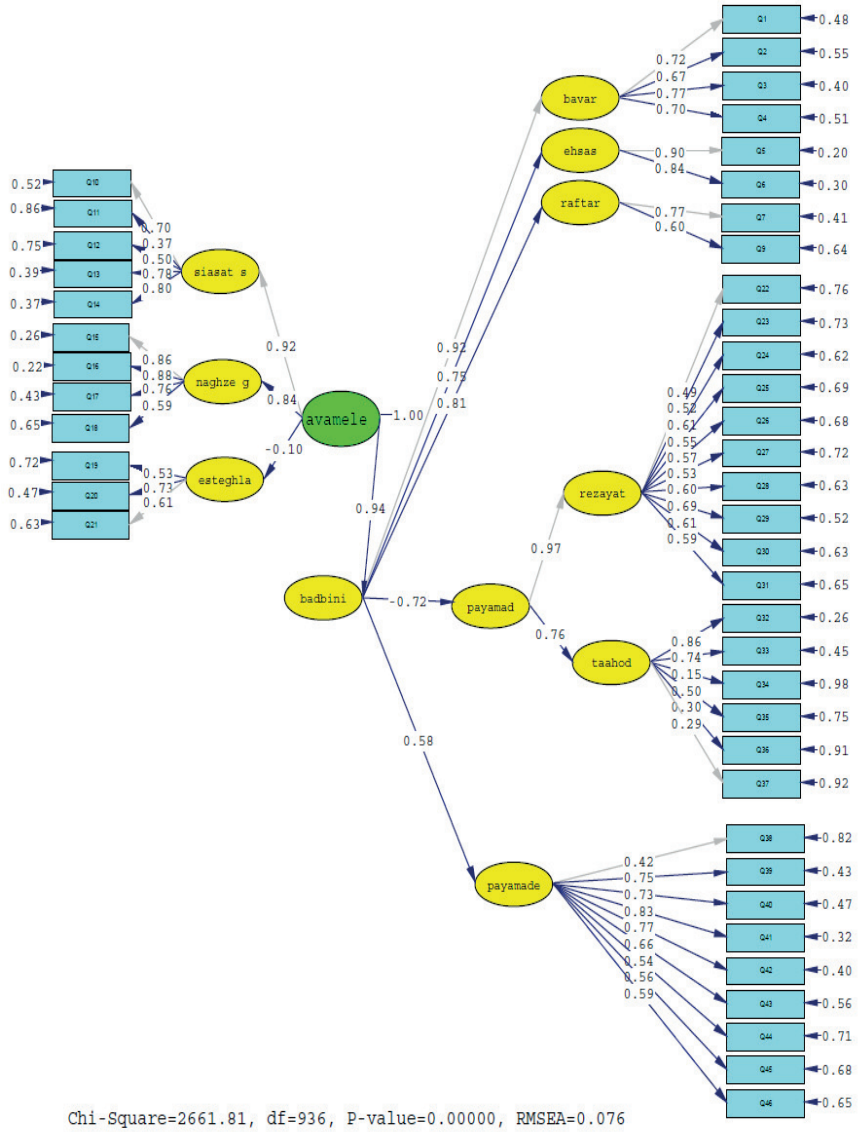 Q1
0.48
Q2
0.55
0.72
0.67
Q3
0.40
bavar
0.77
0.70
Q4
0.51
ehsas
0.90
Q5
0.20
0.84
Q6
0.30
raftar
0.77
Q7
0.41
0.60
Q9
0.64
0.52
Q10
0.86
Q11
0.70
0.75
Q12
0.37
0.50
0.39
Q13
0.78
siasat s
0.37
Q14
0.80
0.26
Q15
0.92
0.22
Q16
0.86
0.88
naghze g
0.43
Q17
0.76
0.84
0.65
Q18
0.59
avamele
1.00
0.72
Q19
-0.10
0.53
0.47
Q20
0.73
esteghla
0.63
Q21
0.61
0.94
0.92
0.75
0.81
Q22
0.76
Q23
0.73
Q24
0.62
0.49
Q25
0.69
0.52
0.61
Q26
0.68
0.55
0.57
Q27
0.72
0.53
rezayat
0.60
Q28
0.63
0.69
Q29
0.52
0.61
0.59
Q30
0.63
0.97
Q31
0.65
badbini
-0.72
payamad
Q32
0.26
0.76
0.86
Q33
0.45
taahod
0.74
0.15
Q34
0.98
0.50
0.30
Q35
0.75
0.29
Q36
0.91
0.58
Q37
0.92
Q38
0.82
0.42
Q39
0.43
0.75
payamade
0.73
Q40
0.47
0.83
0.77
Q41
0.32
0.66
0.54
Q42
0.40
0.56
0.59
Q43
0.56
Q44
0.71
Q45
0.68
Q46
0.65
Chi-Square=2661.81, df=936, P-value=0.00000, RMSEA=0.076